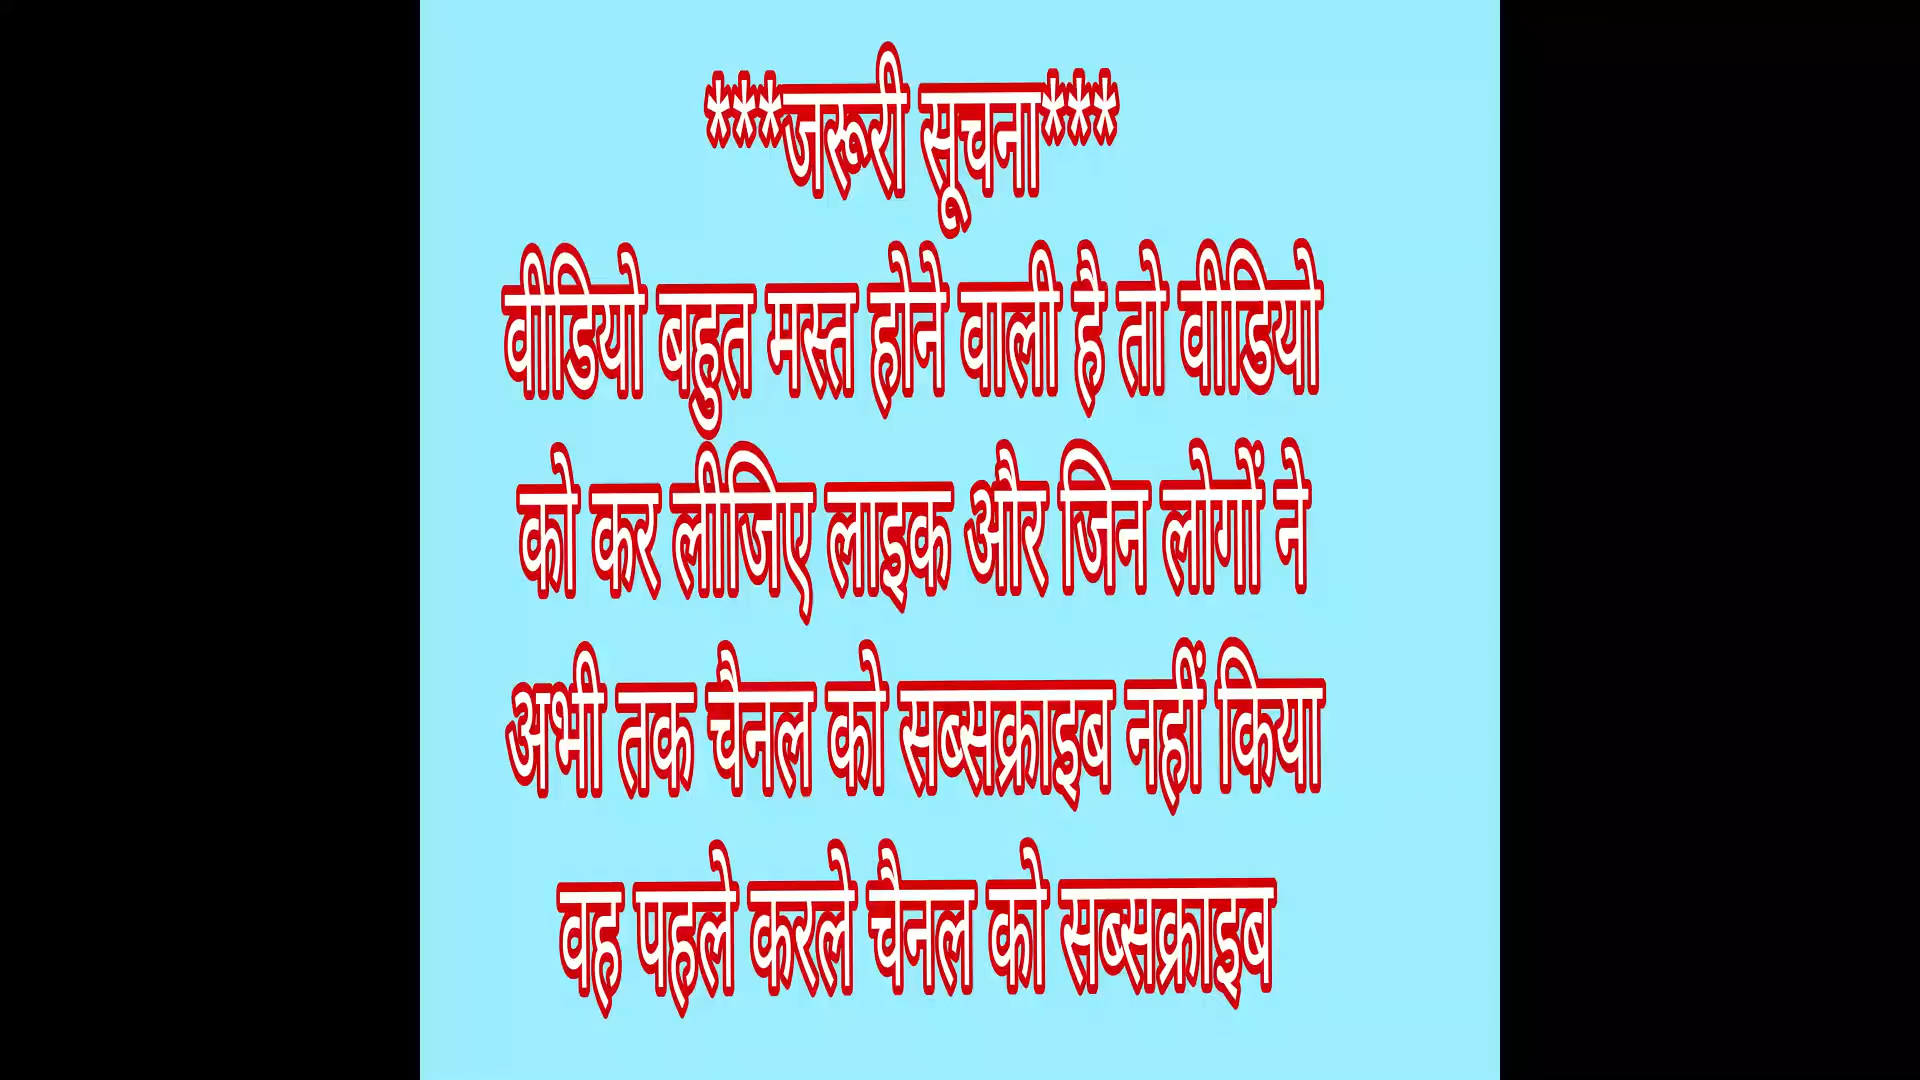 ***जरूरी सूचना***
वीडियो बहुत मस्त होने वाली है तो वीडियो
को कर लीजिए लाइक और जिन लोगों ने
अभी तक चैनल को सब्सक्राइब नहीं किया
वह पहले करले चैनल को सब्सक्राइब